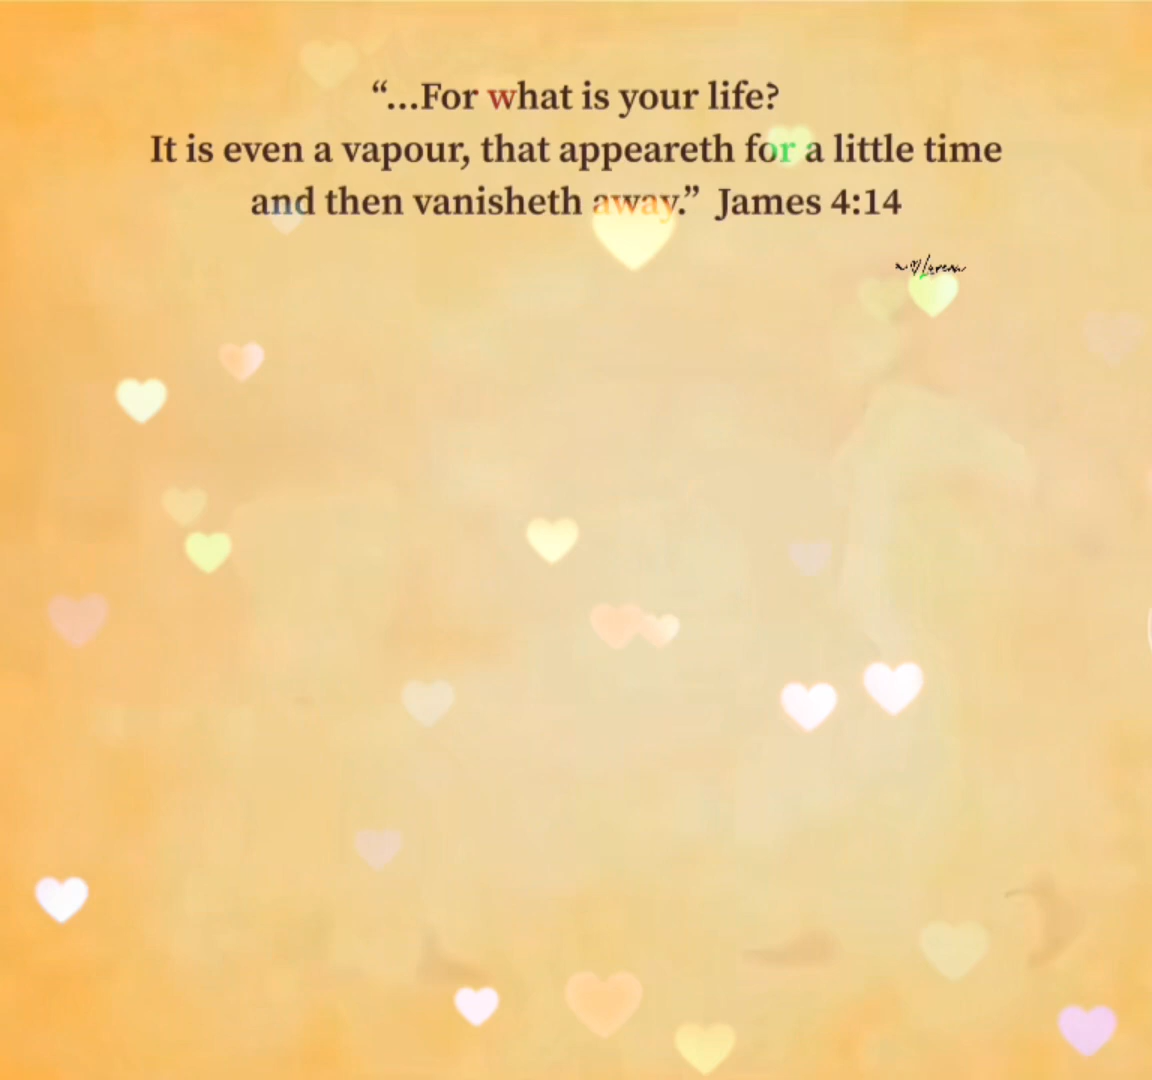 “...For what is your life?
It is even a vapour, that appeareth for a little time
and then vanisheth away.” James 4:14